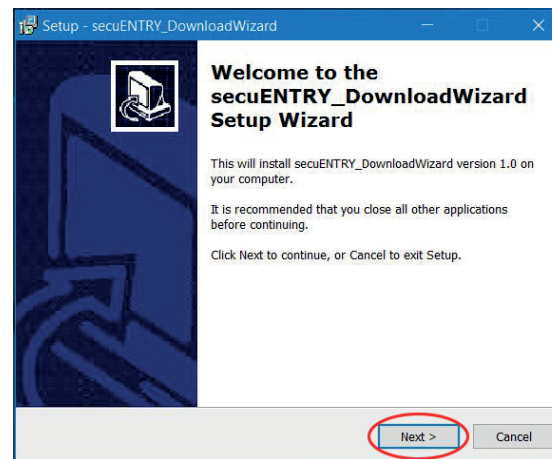 Setup - secuENTRY_DownloadWizard
Welcome to the
secuENTRY_DownloadWizard
Setup Wizard
This will install secuENTRY_DownloadWizard version 1.0 on
your computer.
It is recommended that you close all other applications
before continuing.
Click Next to continue, or Cancel to exit Setup.
Next >
Cancel